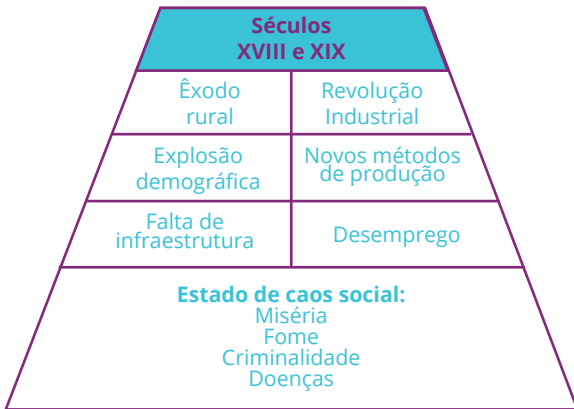 Séculos
XVIII e XIX
Êxodo
rural
Revolução
Industrial
Explosão
demográfica
Novos métodos
de produção
Falta de
infraestrutura
Desemprego
Estado de caos social:
Miséria
Fome
Criminalidade
Doenças